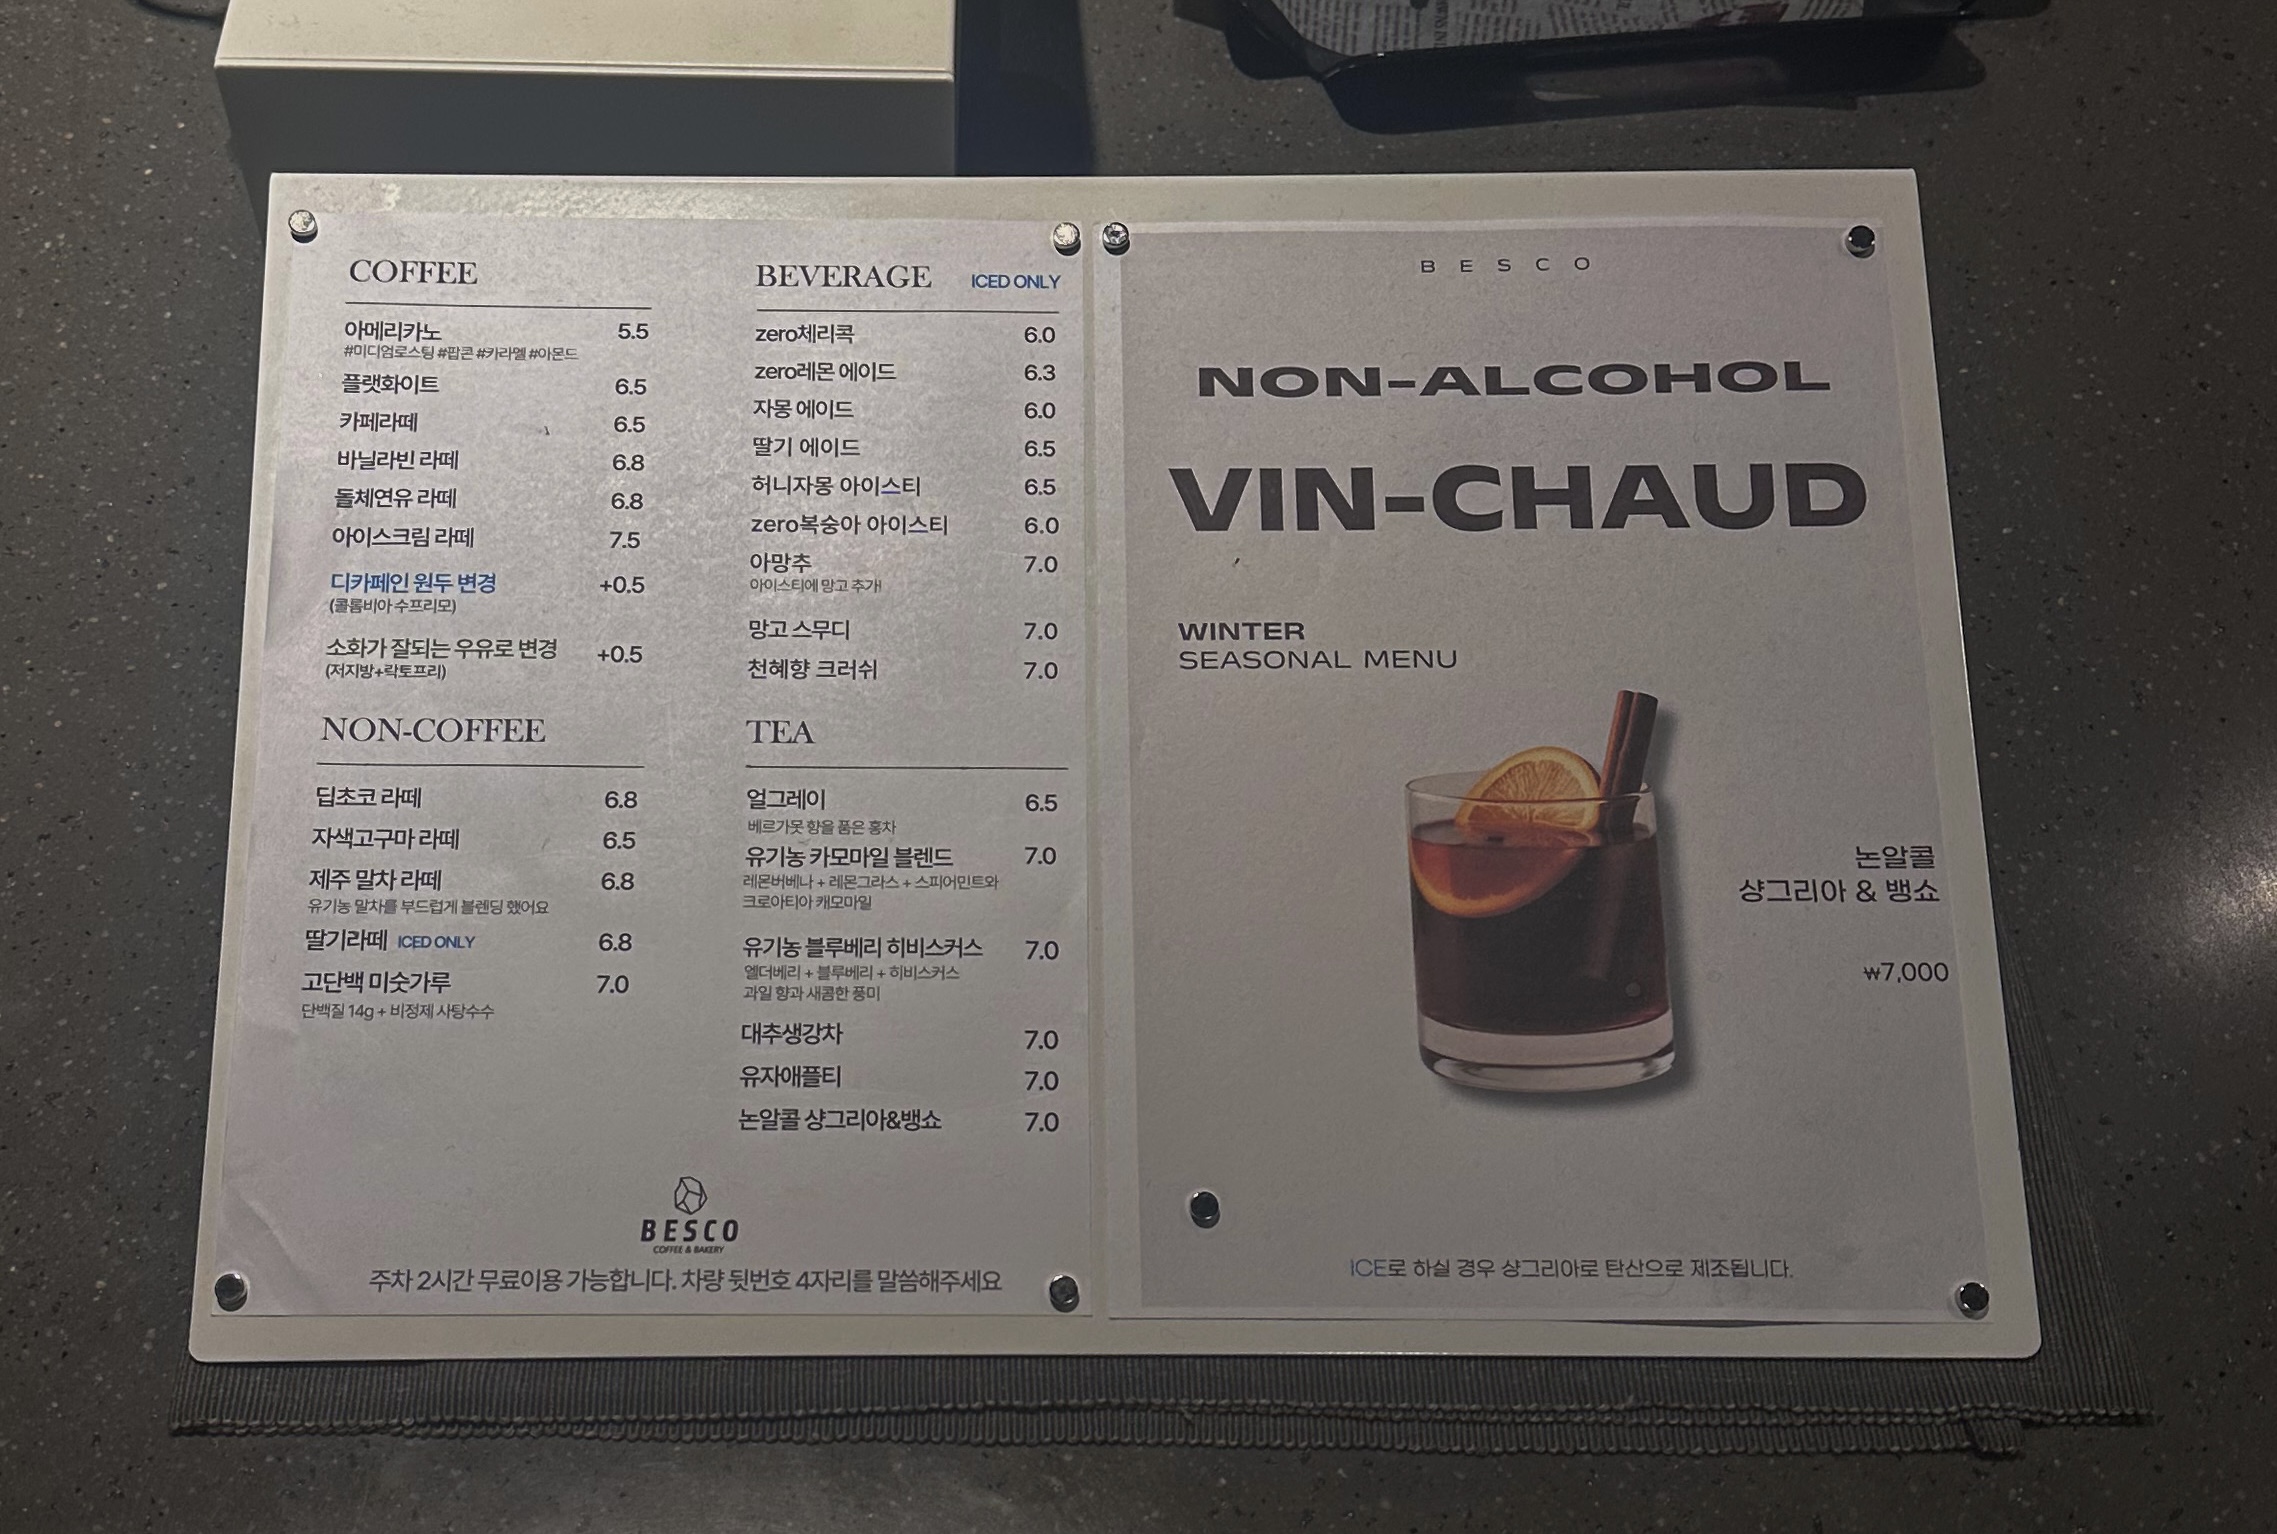 COFFEE
아메리카노 5.5
#미디엄로스팅 #팝콘 #카라멜 #아몬드
플랫화이트 6.5
카페라떼 6.5
바닐라빈 라떼 6.8
돌체연유 라떼 6.8
아이스크림 라떼 7.5
디카페인 원두 변경 +0.5
(콜롬비아 수프리모)
소화가 잘되는 우유로 변경 +0.5
(저지방+락토프리)
NON-COFFEE
딥초코 라떼 6.8
자색고구마 라떼 6.5
제주 말차 라떼 6.8
유기농 말차를 부드럽게 블렌딩 했어요
딸기라떼 ICED ONLY 6.8
고단백 미숫가루 7.0
단백질 14g + 비정제 사탕수수
BEVERAGE ICED ONLY
zero체리콕 6.0
zero레몬 에이드 6.3
자몽 에이드 6.0
딸기 에이드 6.5
허니자몽 아이스티 6.5
zero복숭아 아이스티 6.0
아망추 7.0
아이스티에 망고 추가!
망고 스무디 7.0
천혜향 크러쉬 7.0
TEA
얼그레이 6.5
베르가못 향을 품은 홍차
유기농 카모마일 블렌드 7.0
레몬버베나 + 레몬그라스 + 스피어민트와
크로아티아 캐모마일
유기농 블루베리 히비스커스 7.0
엘더베리 + 블루베리 + 히비스커스
과일 향과 새콤한 풍미
대추생강차 7.0
유자애플티 7.0
논알콜 샹그리아&뱅쇼 7.0
BESCO
COFFEE & BAKERY
주차 2시간 무료이용 가능합니다. 차량 뒷번호 4자리를 말씀해주세요
BESCO
NON-ALCOHOL
VIN-CHAUD
WINTER
SEASONAL MENU
논알콜
샹그리아 & 뱅쇼
₩7,000
ICE로 하실 경우 샹그리아로 탄산으로 제조됩니다.